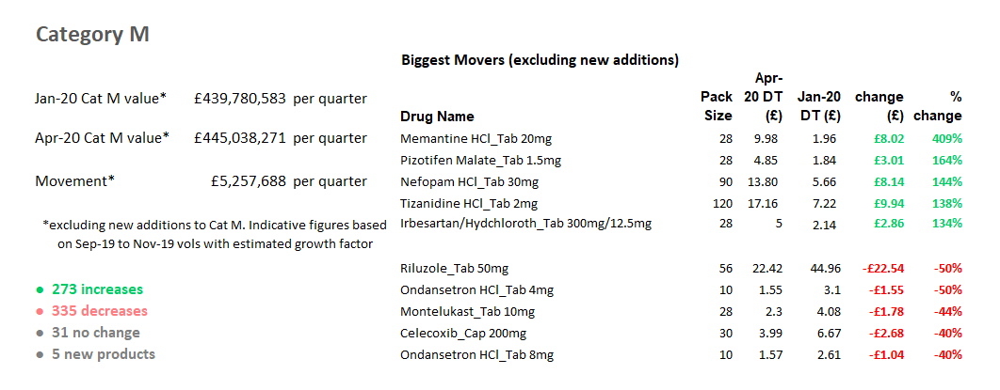 Category M
Jan-20 Cat M value* £439,780,583 per quarter
Apr-20 Cat M value* £445,038,271 per quarter
Movement* £5,257,688 per quarter
*excluding new additions to Cat M. Indicative figures based
on Sep-19 to Nov-19 vols with estimated growth factor
● 273 increases
● 335 decreases
● 31 no change
● 5 new products
Biggest Movers (excluding new additions)
Apr-
Pack 20 DT Jan-20 change %
Drug Name Size (£) DT (£) (£) change
Memantine HCl_Tab 20mg 28 9.98 1.96 £8.02 409%
Pizotifen Malate_Tab 1.5mg 28 4.85 1.84 £3.01 164%
Nefopam HCl_Tab 30mg 90 13.80 5.66 £8.14 144%
Tizanidine HCl_Tab 2mg 120 17.16 7.22 £9.94 138%
Irbesartan/Hydchloroth_Tab 300mg/12.5mg 28 5 2.14 £2.86 134%
Riluzole_Tab 50mg 56 22.42 44.96 -£22.54 -50%
Ondansetron HCl_Tab 4mg 10 1.55 3.1 -£1.55 -50%
Montelukast_Tab 10mg 28 2.3 4.08 -£1.78 -44%
Celecoxib_Cap 200mg 30 3.99 6.67 -£2.68 -40%
Ondansetron HCl_Tab 8mg 10 1.57 2.61 -£1.04 -40%